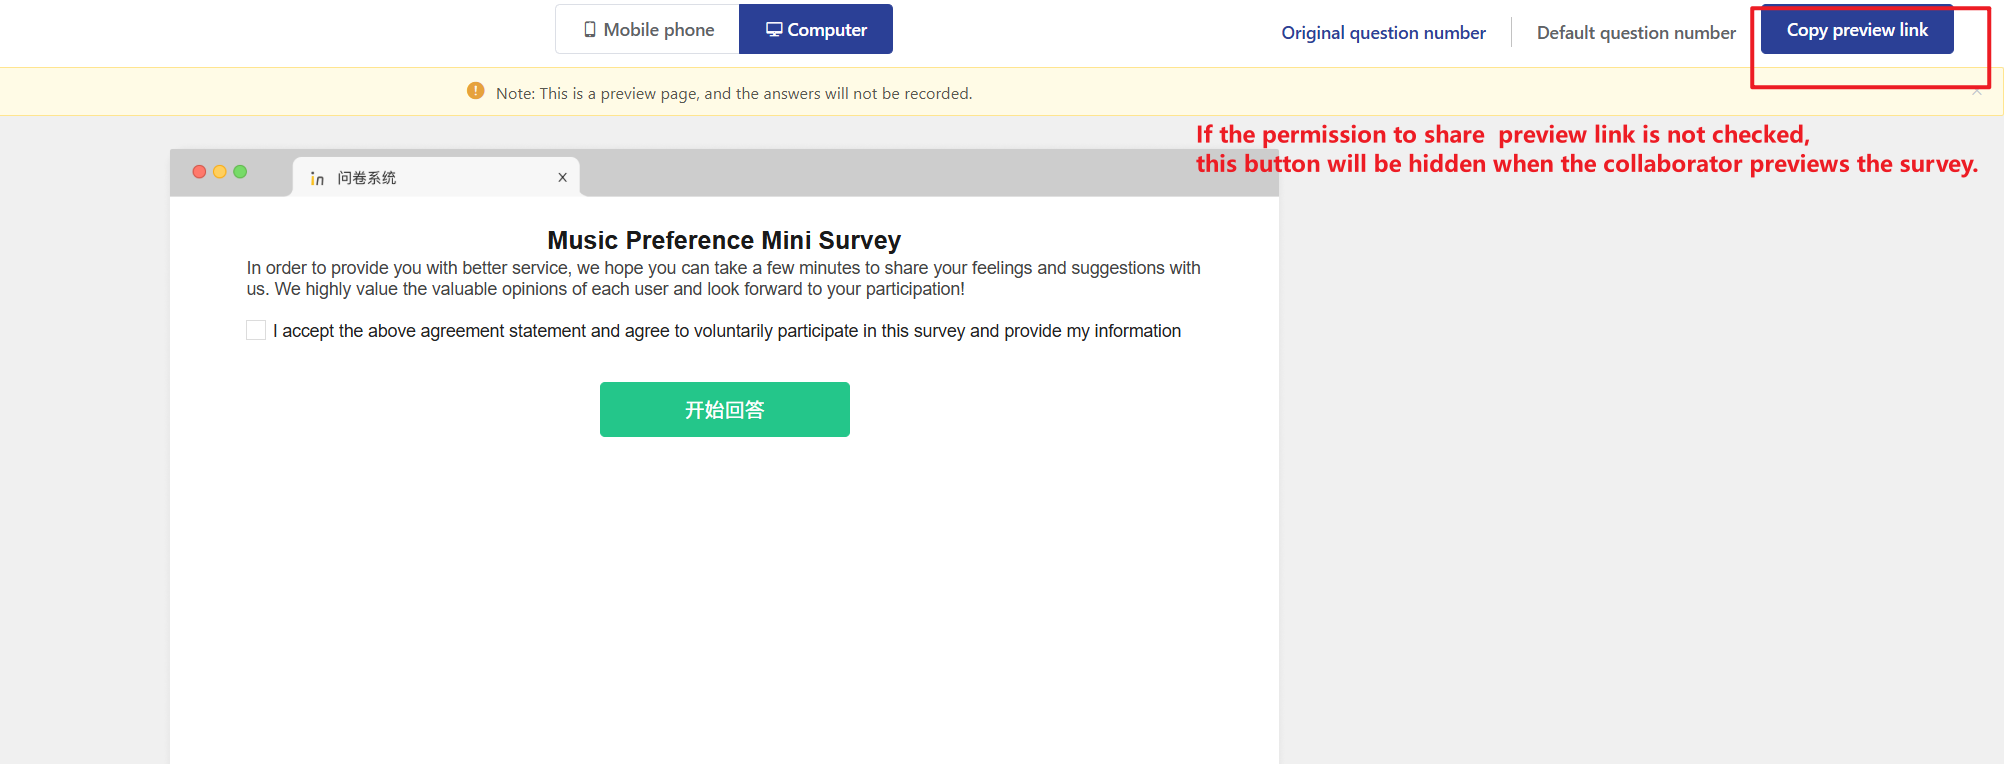 Mobile phone
Computer
Original question number
Default question number
Copy preview link
Note: This is a preview page, and the answers will not be recorded.
If the permission to share  preview link is not checked,
this button will be hidden when the collaborator previews the survey.
in 问卷系统 X
Music Preference Mini Survey
In order to provide you with better service, we hope you can take a few minutes to share your feelings and suggestions with
us. We highly value the valuable opinions of each user and look forward to your participation!
I accept the above agreement statement and agree to voluntarily participate in this survey and provide my information
开始回答